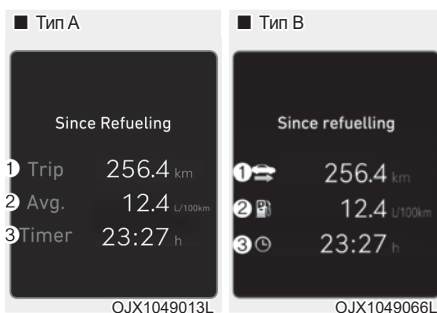 ■ Тип A
Since Refueling
1 Trip 256.4 km
2 Avg. 12.4 L/100km
3 Timer 23:27 h
OJX1049013L
■ Тип B
Since refuelling
1 256.4 km
2 12.4 L/100km
3 23:27 h
OJX1049066L